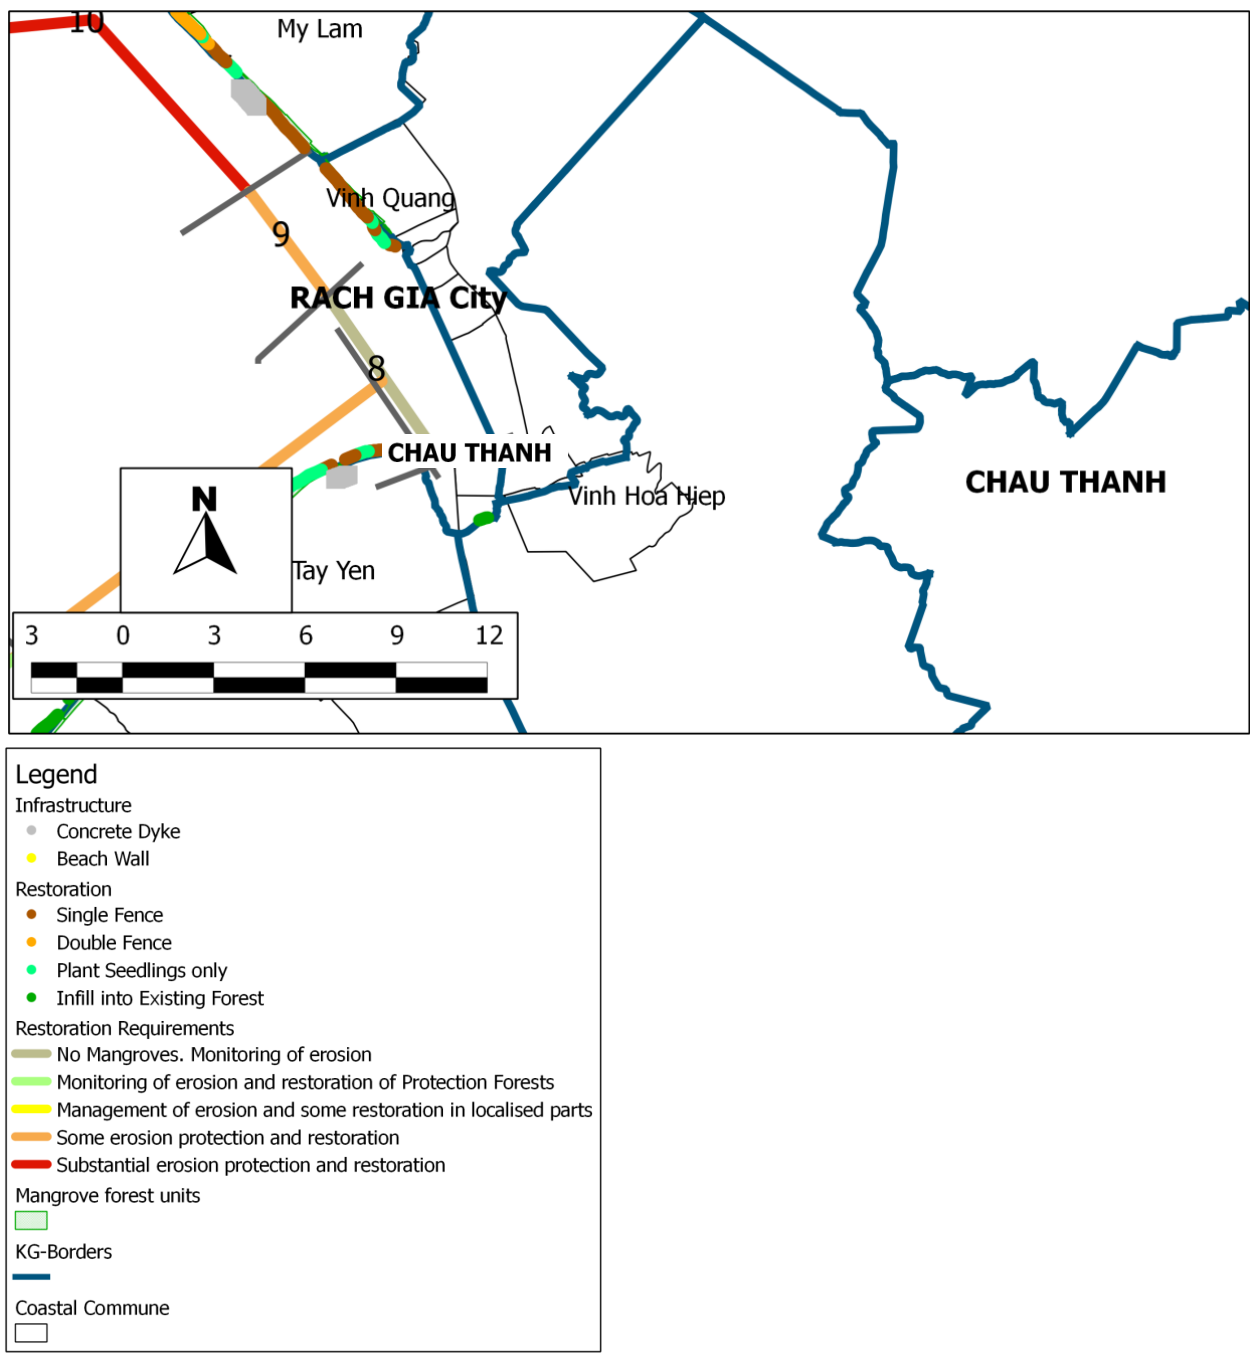 10
My Lam
Vinh Quang
9
RACH GIA City
8
CHAU THANH
CHAU THANH
Vinh Hoa Hiep
N
Tay Yen
3 0 3 6 9 12
Legend
Infrastructure
Concrete Dyke
Beach Wall
Restoration
Single Fence
Double Fence
Plant Seedlings only
Infill into Existing Forest
Restoration Requirements
No Mangroves. Monitoring of erosion
Monitoring of erosion and restoration of Protection Forests
Management of erosion and some restoration in localised parts
Some erosion protection and restoration
Substantial erosion protection and restoration
Mangrove forest units
KG-Borders
Coastal Commune